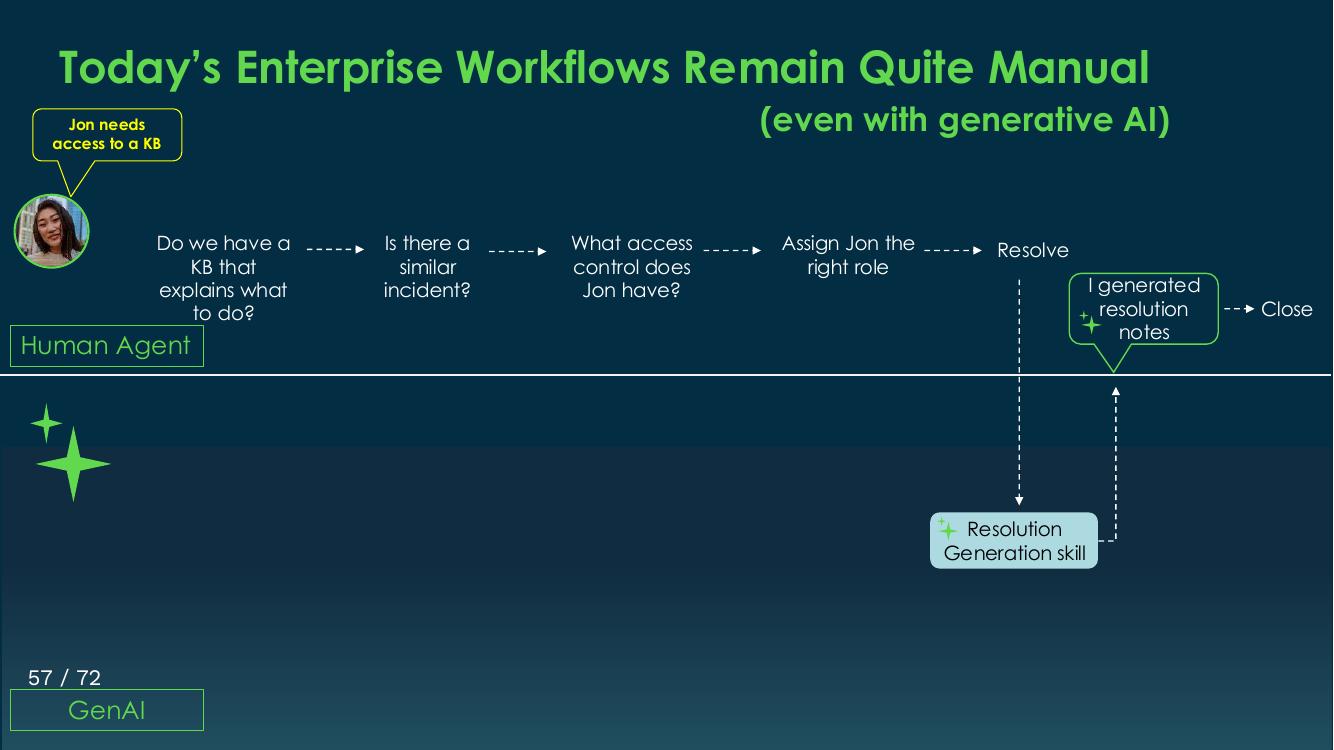 Today’s Enterprise Workflows Remain Quite Manual
(even with generative AI)
Jon needs
access to a KB
Do we have a
KB that
explains what
to do?
Is there a
similar
incident?
What access
control does
Jon have?
Assign Jon the
right role
Resolve
I generated
resolution
notes
Close
Human Agent
Resolution
Generation skill
57 / 72
GenAI